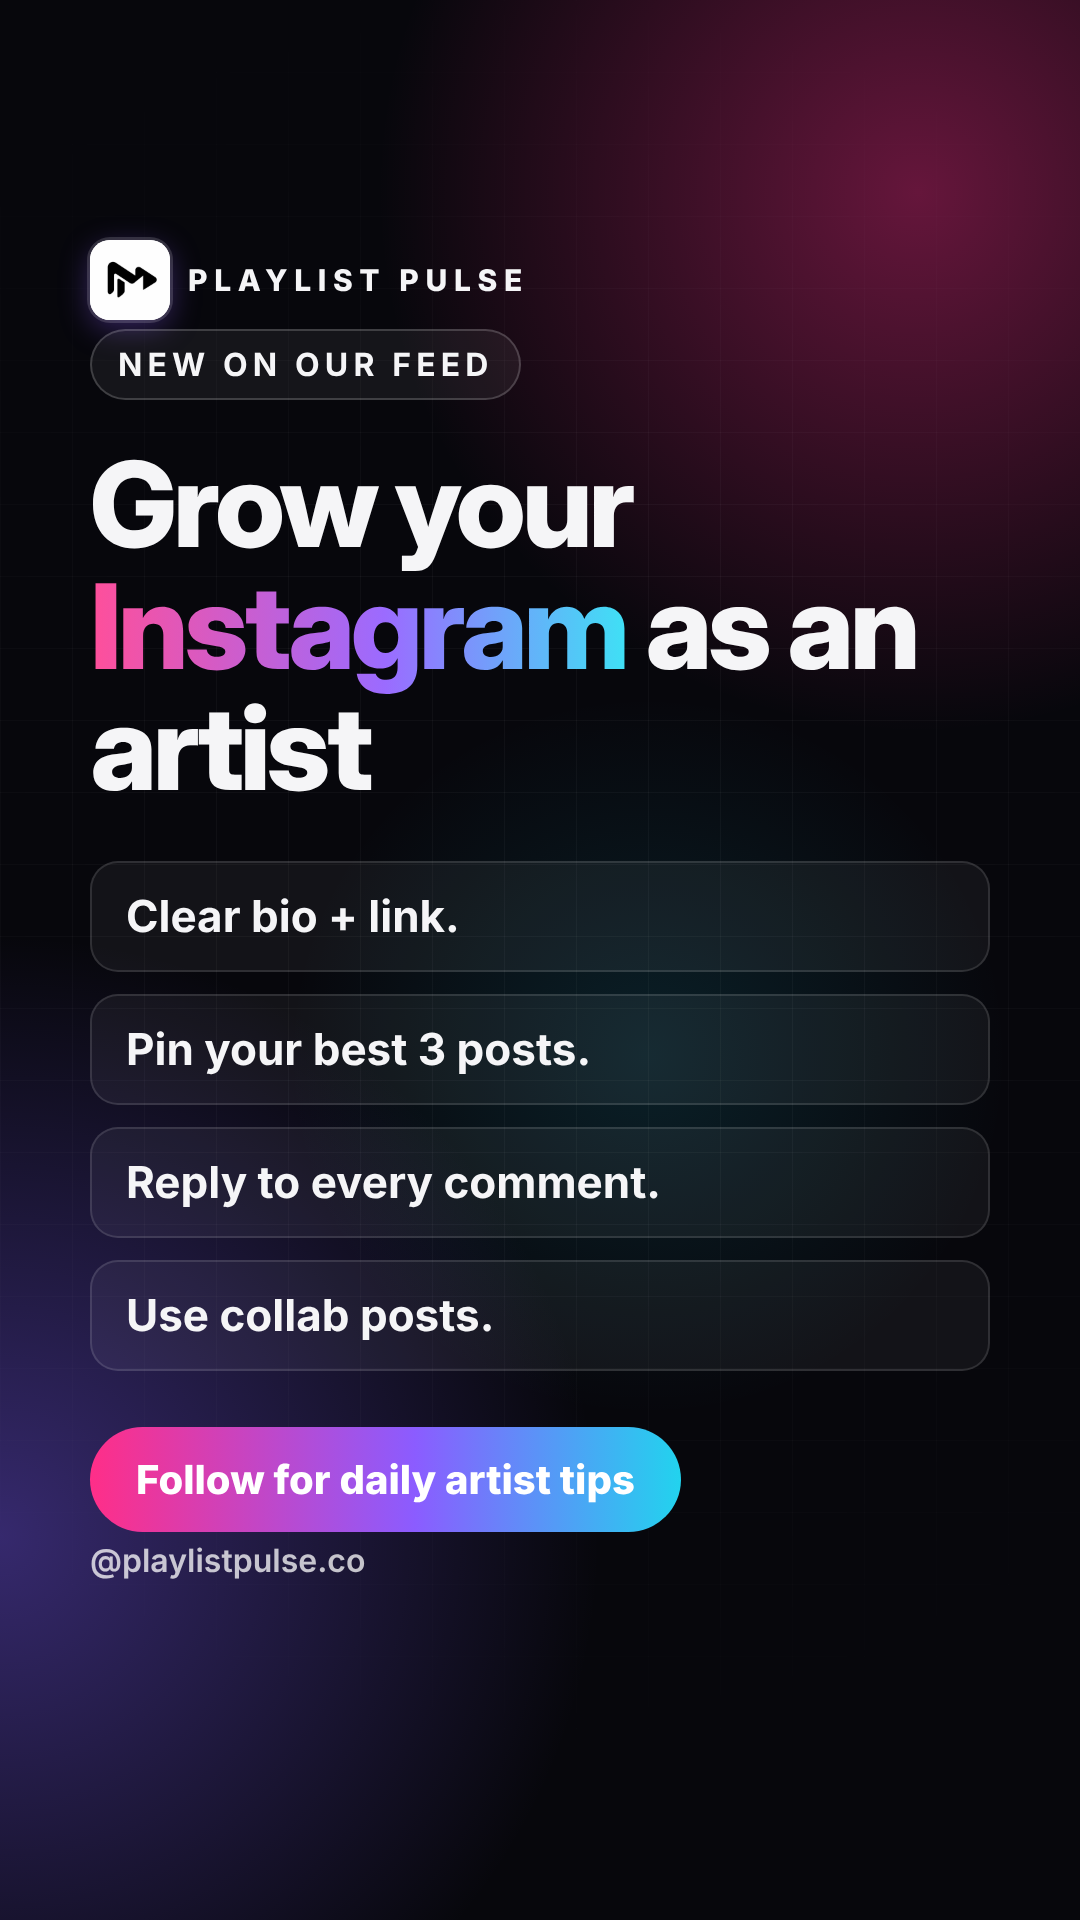 PLAYLIST PULSE
NEW ON OUR FEED
Grow your
Instagram as an
artist
Clear bio + link.
Pin your best 3 posts.
Reply to every comment.
Use collab posts.
Follow for daily artist tips
@playlistpulse.co